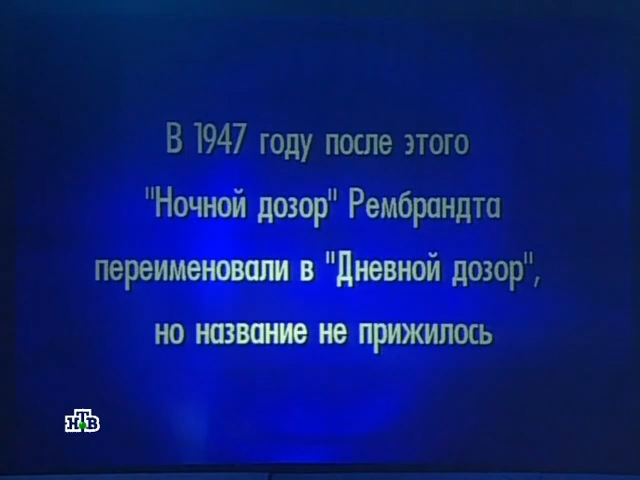 В 1947 году после этого
"Ночной дозор" Рембрандта
переименовали в "Дневной дозор",
но название не прижилось
НТВ